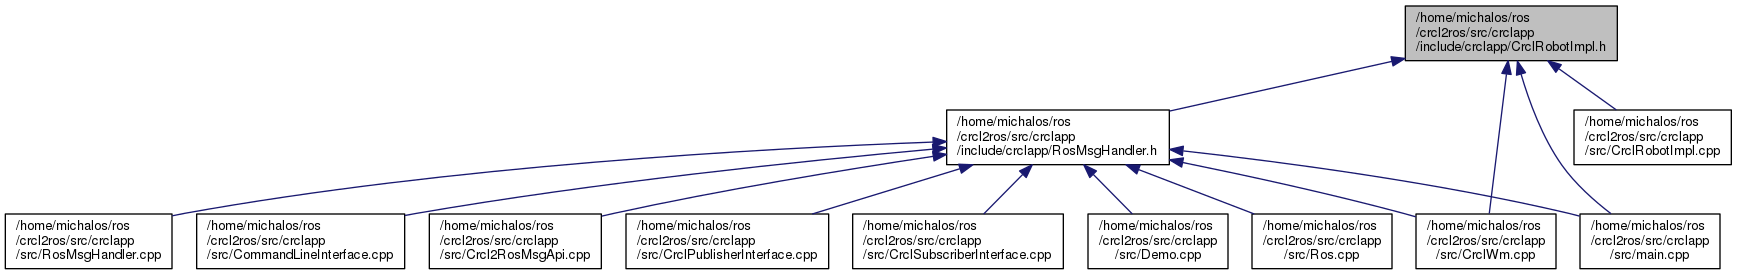 /home/michalos/ros
/crcl2ros/src/crclapp
/include/crclapp/CrclRobotImpl.h
/home/michalos/ros
/crcl2ros/src/crclapp
/include/crclapp/RosMsgHandler.h
/home/michalos/ros
/crcl2ros/src/crclapp
/src/CrclRobotImpl.cpp
/home/michalos/ros
/crcl2ros/src/crclapp
/src/RosMsgHandler.cpp
/home/michalos/ros
/crcl2ros/src/crclapp
/src/CommandLineInterface.cpp
/home/michalos/ros
/crcl2ros/src/crclapp
/src/Crcl2RosMsgApi.cpp
/home/michalos/ros
/crcl2ros/src/crclapp
/src/CrclPublisherInterface.cpp
/home/michalos/ros
/crcl2ros/src/crclapp
/src/CrclSubscriberInterface.cpp
/home/michalos/ros
/crcl2ros/src/crclapp
/src/Demo.cpp
/home/michalos/ros
/crcl2ros/src/crclapp
/src/Ros.cpp
/home/michalos/ros
/crcl2ros/src/crclapp
/src/CrclWm.cpp
/home/michalos/ros
/crcl2ros/src/crclapp
/src/main.cpp